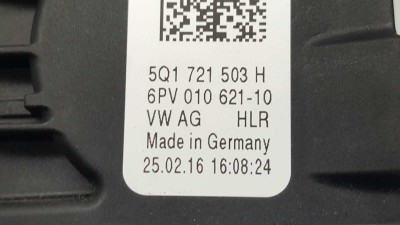 5Q1 721 503 H
6PV 010 621-10
VW AG HLR
Made in Germany
25.02.16 16:08:24